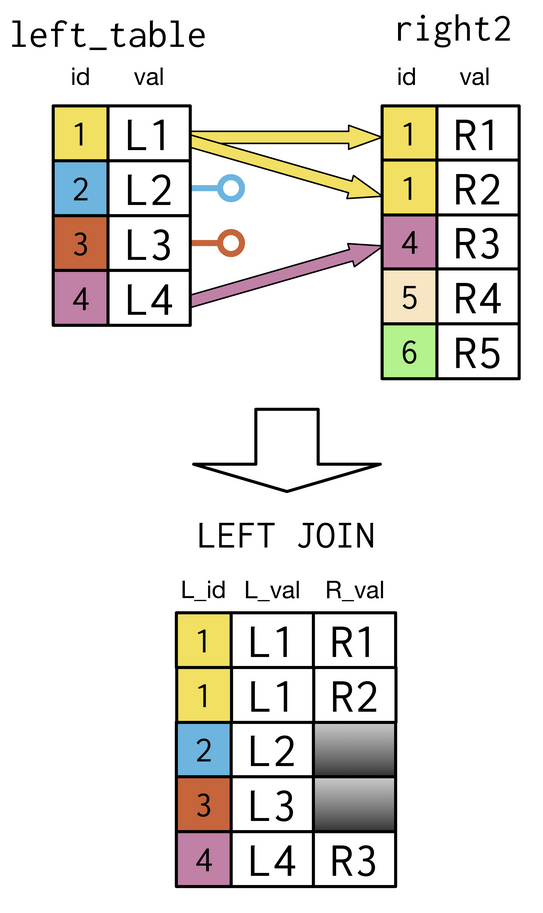 left_table right2
id val id val
1 L1 1 R1
2 L2 1 R2
3 L3 4 R3
4 L4 5 R4
6 R5
LEFT JOIN
L_id L_val R_val
1 L1 R1
1 L1 R2
2 L2
3 L3
4 L4 R3